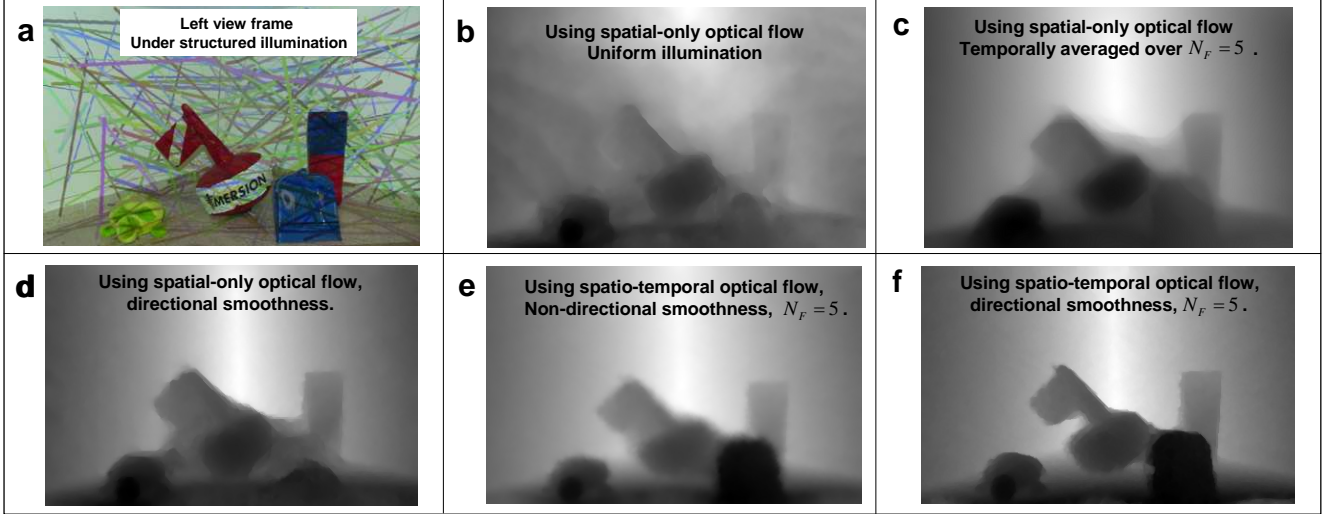 a
Left view frame
Under structured illumination
MERSION
b
Using spatial-only optical flow
Uniform illumination
c
Using spatial-only optical flow
Temporally averaged over N_F = 5 .
d
Using spatial-only optical flow,
directional smoothness.
e
Using spatio-temporal optical flow,
Non-directional smoothness, N_F = 5 .
f
Using spatio-temporal optical flow,
directional smoothness, N_F = 5 .